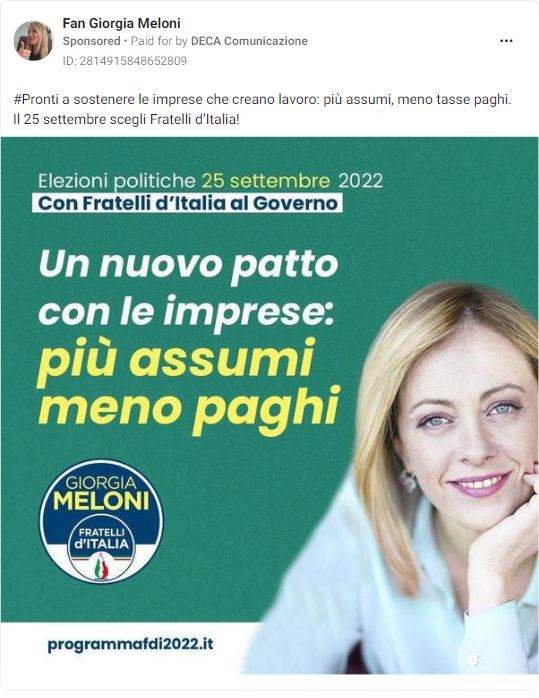 Fan Giorgia Meloni
Sponsored • Paid for by DECA Comunicazione
ID: 2814915848652809
#Pronti a sostenere le imprese che creano lavoro: più assumi, meno tasse paghi.
Il 25 settembre scegli Fratelli d’Italia!
Elezioni politiche 25 settembre 2022
Con Fratelli d’Italia al Governo
Un nuovo patto
con le imprese:
più assumi
meno paghi
GIORGIA
MELONI
FRATELLI
d’ITALIA
programmafdi2022.it